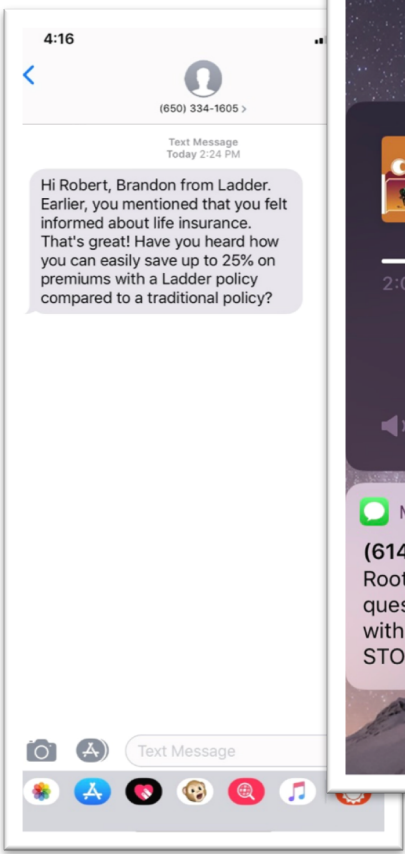 4:16
(650) 334-1605 >
Text Message
Today 2:24 PM
Hi Robert, Brandon from Ladder.
Earlier, you mentioned that you felt
informed about life insurance.
That's great! Have you heard how
you can easily save up to 25% on
premiums with a Ladder policy
compared to a traditional policy?
Text Message
2:0
M
(614
Root
ques
with
STO